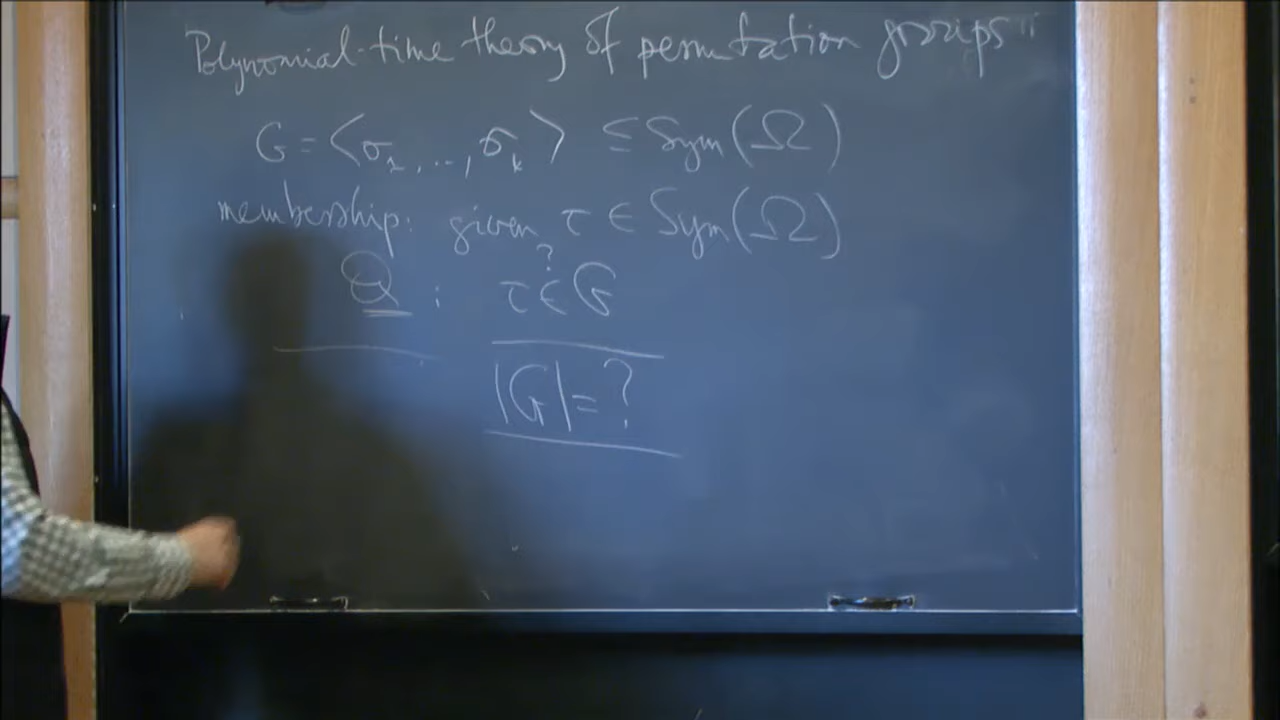 Polynomial-time theory of permutation groups"
G = <σ₁, ..., σₖ> ≤ Sym(Ω)
membership: given τ ∈ Sym(Ω)
Q: τ ∈? G
|G| = ?